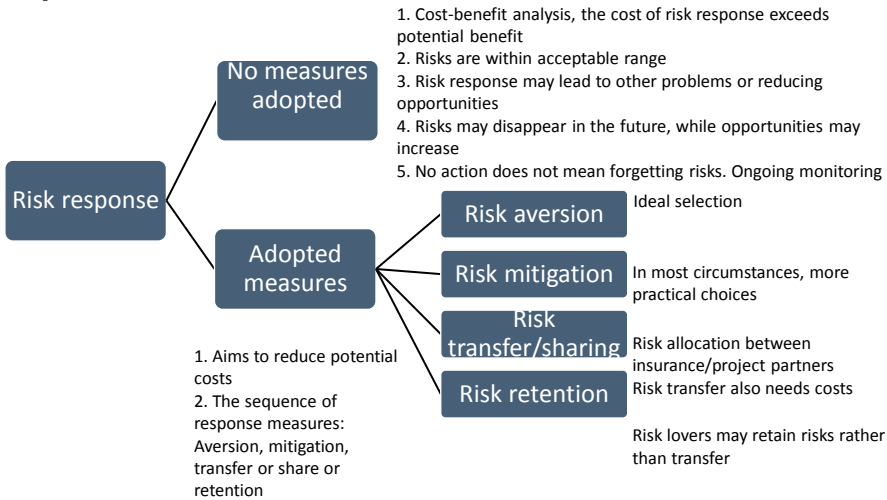 1. Cost-benefit analysis, the cost of risk response exceeds
potential benefit
2. Risks are within acceptable range
3. Risk response may lead to other problems or reducing
opportunities
4. Risks may disappear in the future, while opportunities may
increase
5. No action does not mean forgetting risks. Ongoing monitoring
No measures
adopted
Risk response
Adopted
measures
1. Aims to reduce potential
costs
2. The sequence of
response measures:
Aversion, mitigation,
transfer or share or
retention
Risk aversion
Ideal selection
Risk mitigation
In most circumstances, more
practical choices
Risk
transfer/sharing
Risk allocation between
insurance/project partners
Risk transfer also needs costs
Risk retention
Risk lovers may retain risks rather
than transfer